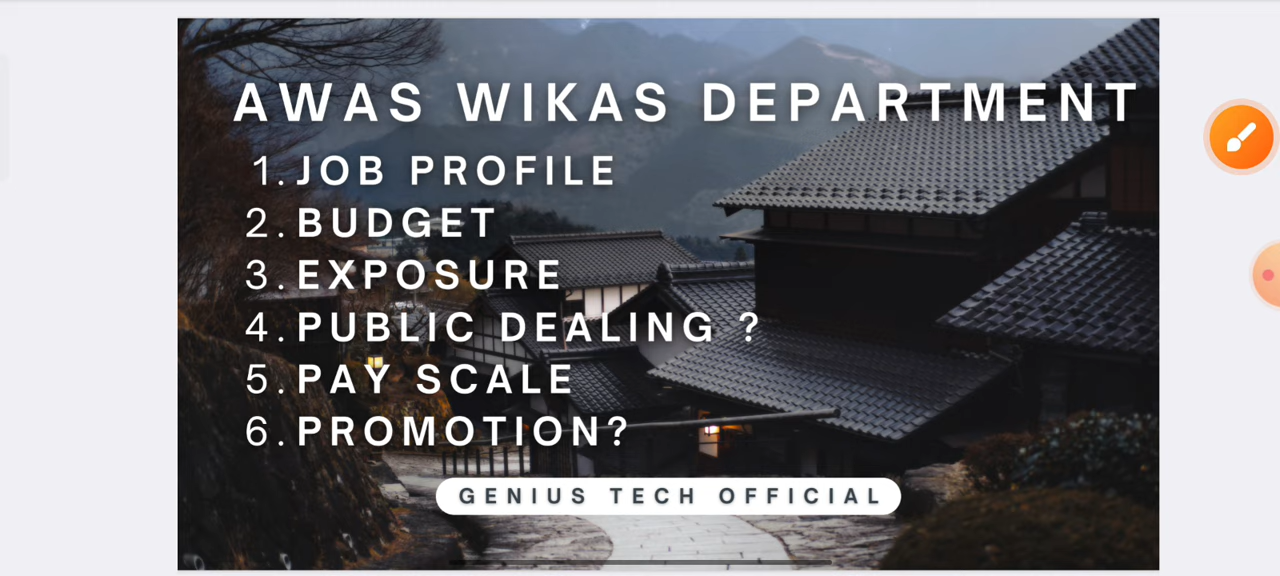 AWAS WIKAS DEPARTMENT
1. JOB PROFILE
2. BUDGET
3. EXPOSURE
4. PUBLIC DEALING ?
5. PAY SCALE
6. PROMOTION?
GENIUS TECH OFFICIAL